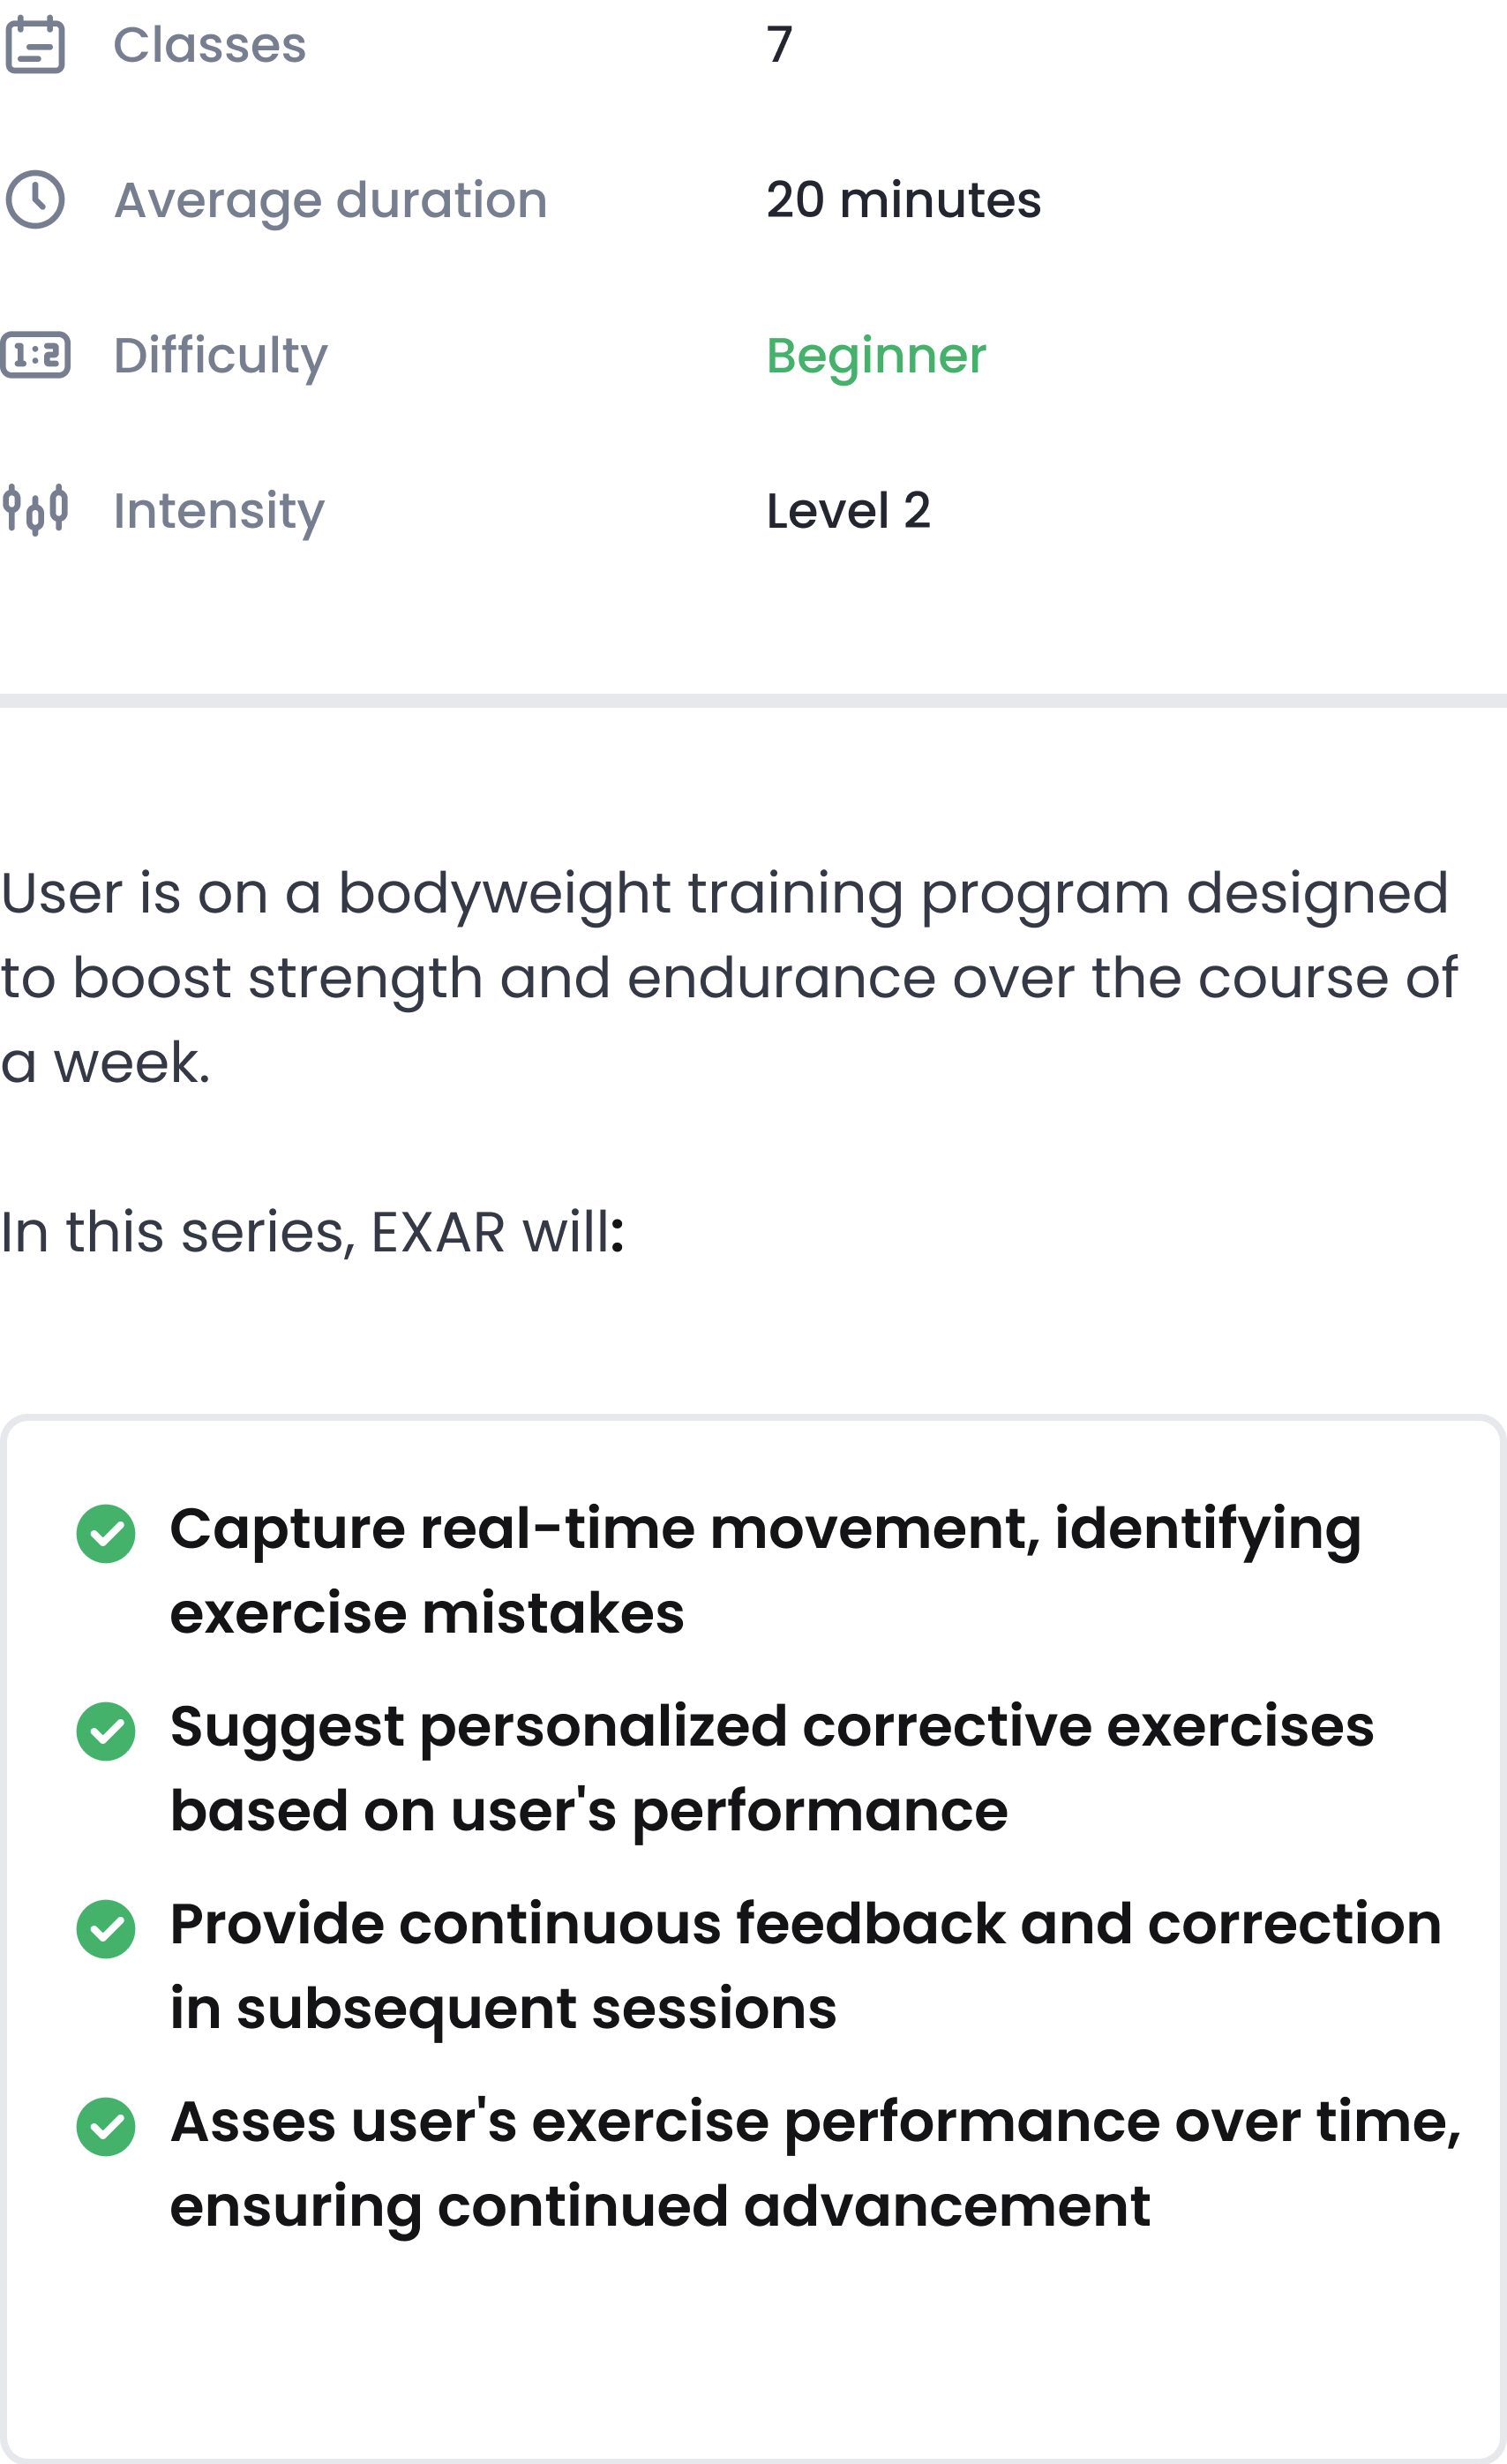 Classes 7
Average duration 20 minutes
1:2 Difficulty Beginner
Intensity Level 2
User is on a bodyweight training program designed
to boost strength and endurance over the course of
a week.
In this series, EXAR will:
Capture real-time movement, identifying
exercise mistakes
Suggest personalized corrective exercises
based on user's performance
Provide continuous feedback and correction
in subsequent sessions
Asses user's exercise performance over time,
ensuring continued advancement